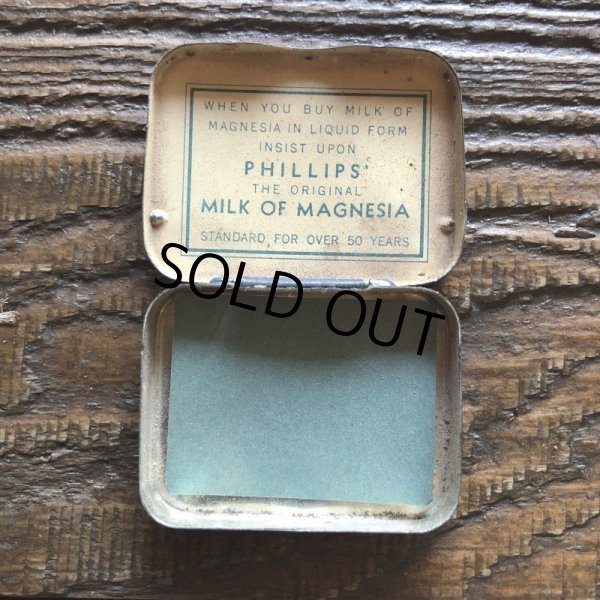 WHEN YOU BUY MILK OF
MAGNESIA IN LIQUID FORM
INSIST UPON
PHILLIPS'
THE ORIGINAL
MILK OF MAGNESIA
STANDARD FOR OVER 50 YEARS
SOLD OUT